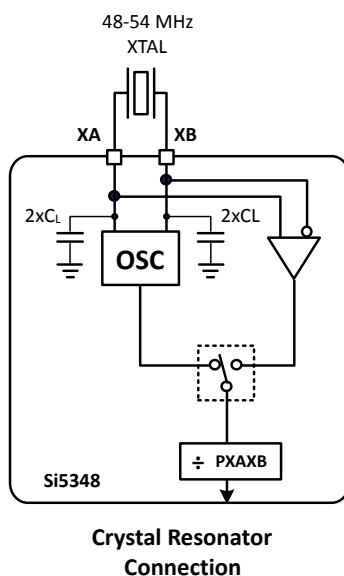 48-54 MHz
XTAL
XA XB
2xCL 2xCL
OSC
÷ PXAXB
Si5348
Crystal Resonator
Connection